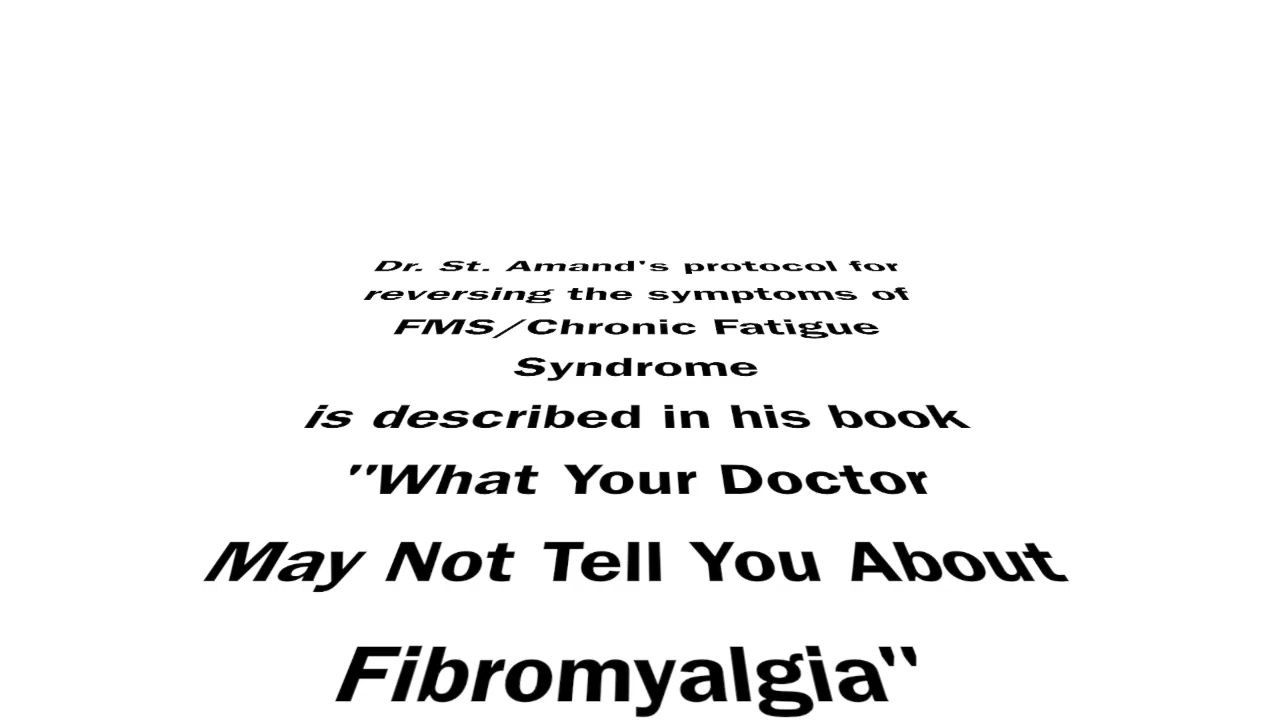 Dr. St. Amand's protocol for
reversing the symptoms of
FMS/Chronic Fatigue
Syndrome
is described in his book
"What Your Doctor
May Not Tell You About
Fibromyalgia"